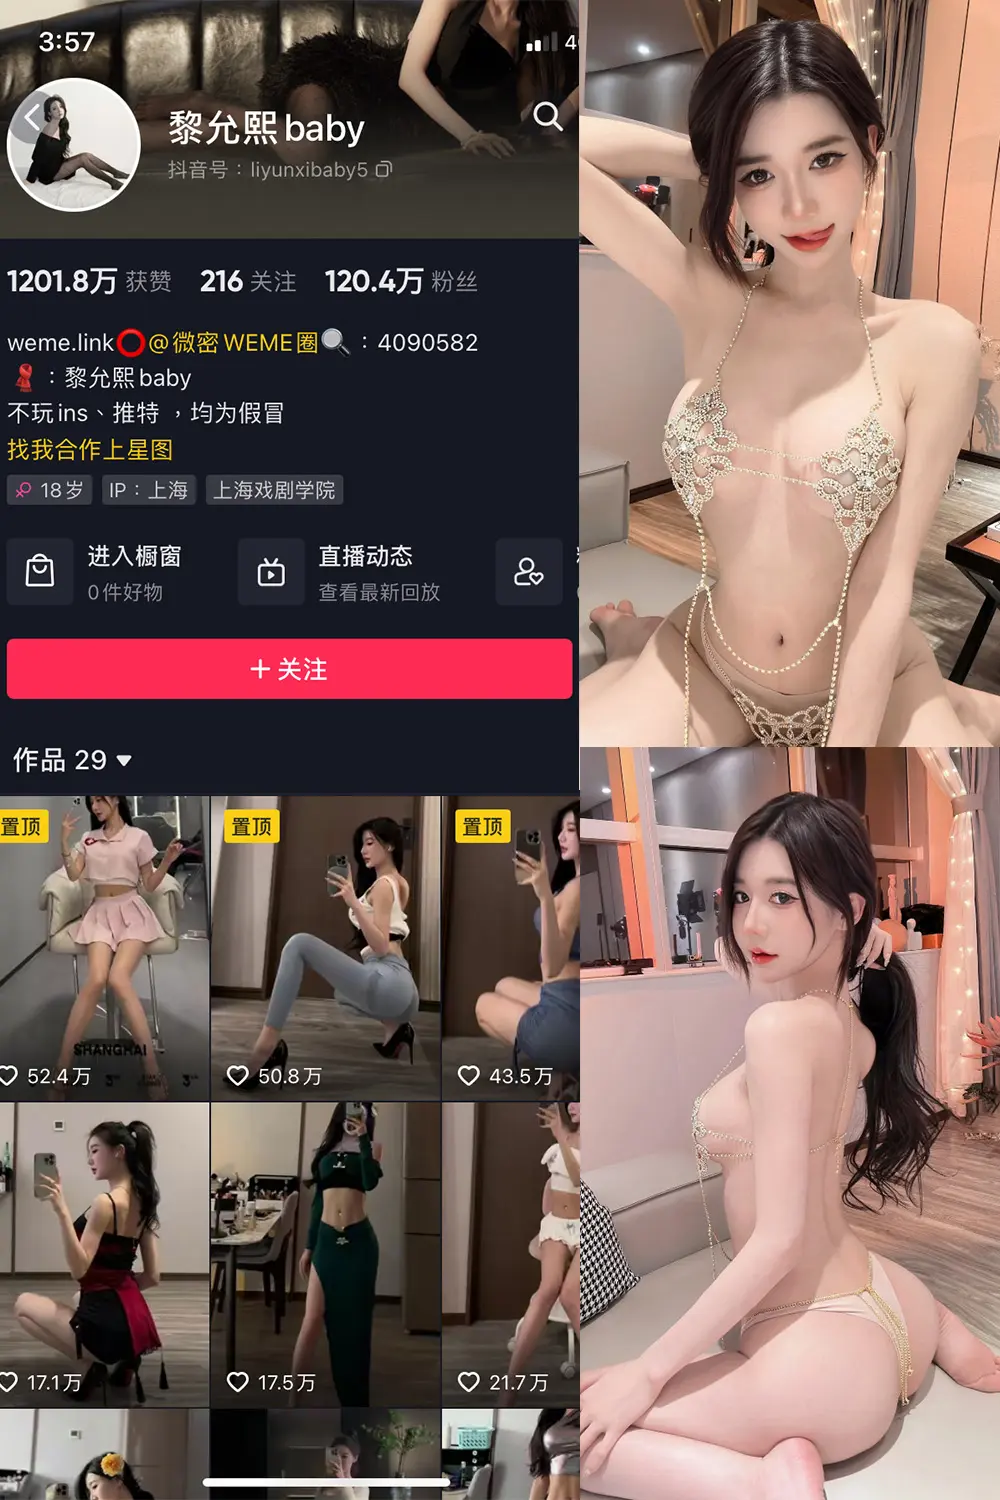 3:57
4
黎允熙baby
抖音号：liyunxibaby5
1201.8万 获赞 216 关注 120.4万 粉丝
weme.link⭕@微密WEME圈🔍：4090582
🧣：黎允熙baby
不玩ins、推特 ，均为假冒
找我合作上星图
♀ 18岁 IP：上海 上海戏剧学院
进入橱窗
0件好物
直播动态
查看最新回放
+ 关注
作品 29
置顶 置顶 置顶
SHANGHAI
52.4万 50.8万 43.5万
17.1万 17.5万 21.7万